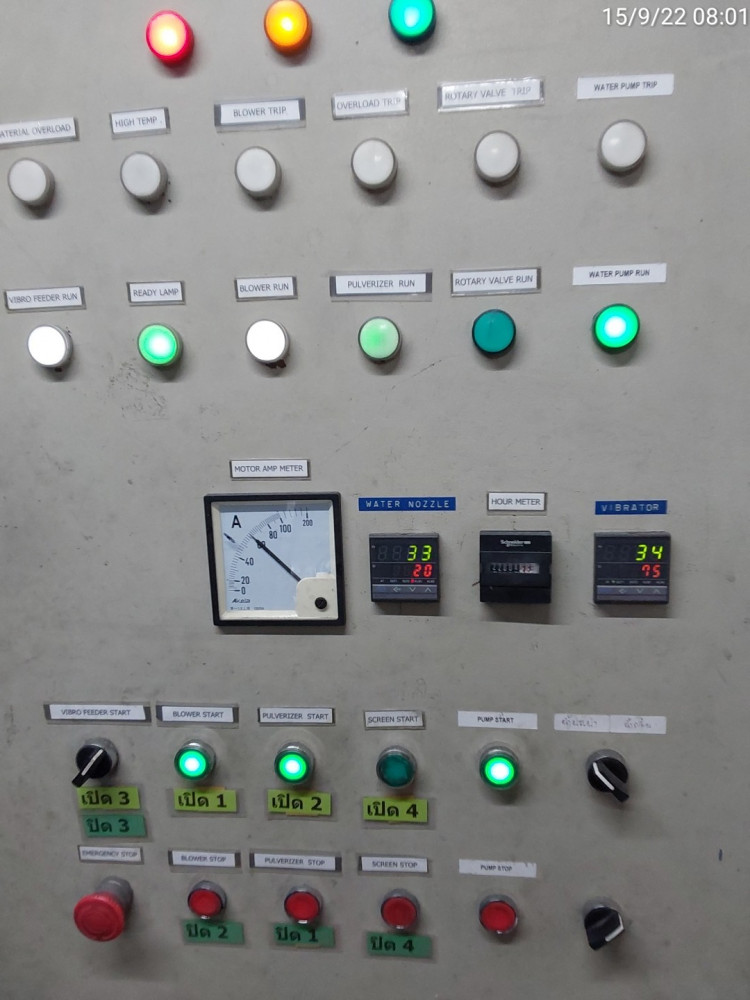 15/9/22 08:01
ATERIAL OVERLOAD
HIGH TEMP.
BLOWER TRIP
OVERLOAD TRIP
ROTARY VALVE TRIP
WATER PUMP TRIP
VIBRO FEEDER RUN
READY LAMP
BLOWER RUN
PULVERIZER RUN
ROTARY VALVE RUN
WATER PUMP RUN
MOTOR AMP METER
WATER NOZZLE
HOUR METER
VIBRATOR
A
200
100
80
40
20
0
33
20
Schneider
34
75
VIBRO FEEDER START
BLOWER START
PULVERIZER START
SCREEN START
PUMP START
เปิด 3
เปิด 1
เปิด 2
เปิด 4
ปิด 3
EMERGENCY STOP
BLOWER STOP
PULVERIZER STOP
SCREEN STOP
PUMP STOP
ปิด 2
ปิด 1
ปิด 4